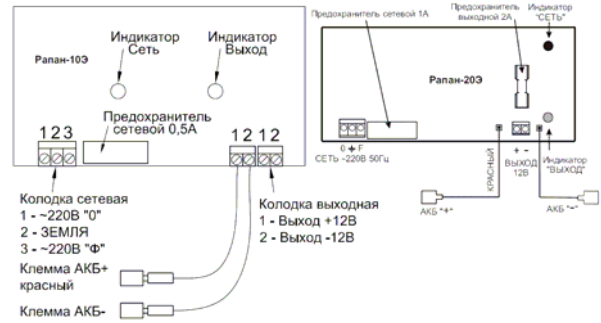 Рапан-10Э
Индикатор
Сеть
Индикатор
Выход
Предохранитель
сетевой 0,5А
1 2 3
1 2 1 2
Колодка сетевая
1 - ~220В "0"
2 - ЗЕМЛЯ
3 - ~220В "Ф"
Колодка выходная
1 - Выход +12В
2 - Выход -12В
Клемма АКБ+
красный
Клемма АКБ-
Предохранитель сетевой 1А
Предохранитель
выходной 2А
Индикатор
"СЕТЬ"
Рапан-20Э
0 F
СЕТЬ ~220В 50Гц
КРАСНЫЙ
+ -
ВЫХОД
12В
Индикатор
"ВЫХОД"
АКБ "+"
АКБ "-"